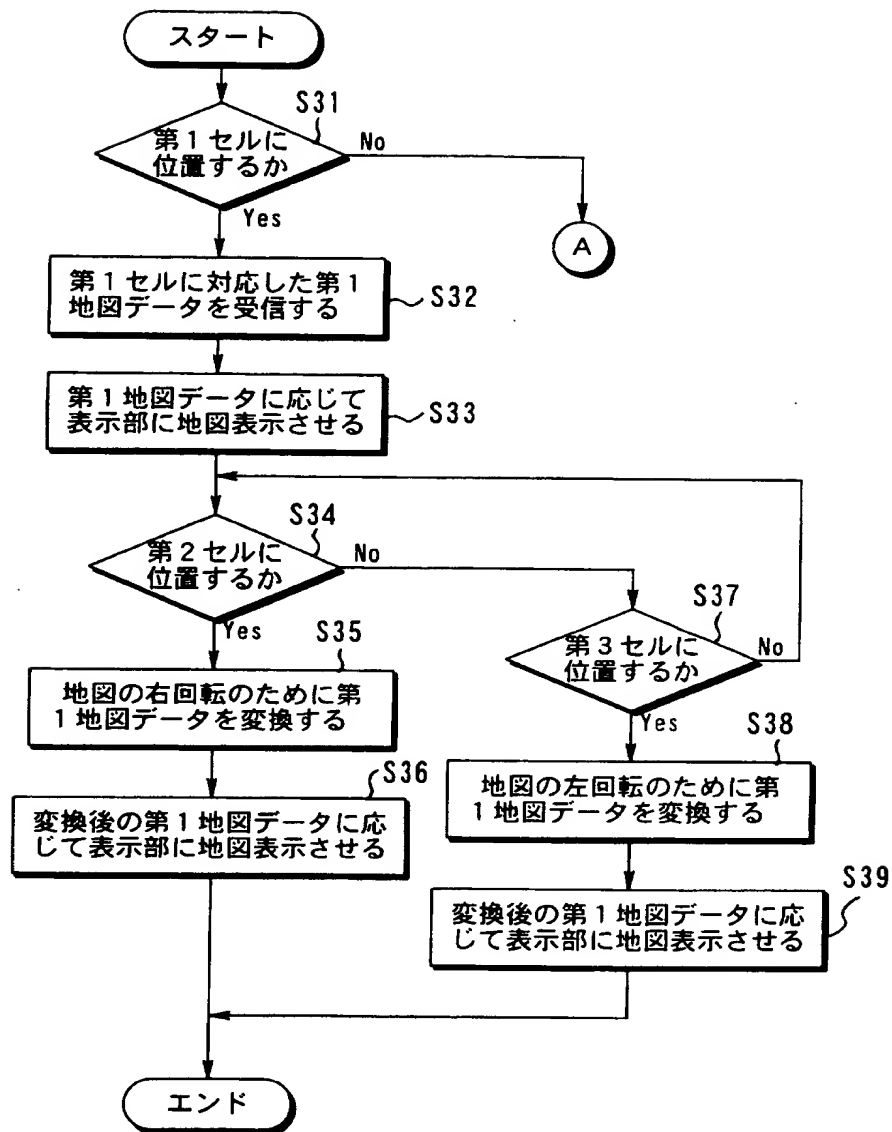 スタート
S31
第1セルに
位置するか
No
Yes
A
第1セルに対応した第1
地図データを受信する
S32
第1地図データに応じて
表示部に地図表示させる
S33
S34
第2セルに
位置するか
No
Yes
S37
第3セルに
位置するか
No
Yes
S35
地図の右回転のために第
1地図データを変換する
S38
地図の左回転のために第
1地図データを変換する
S36
変換後の第1地図データに応
じて表示部に地図表示させる
S39
変換後の第1地図データに応
じて表示部に地図表示させる
エンド